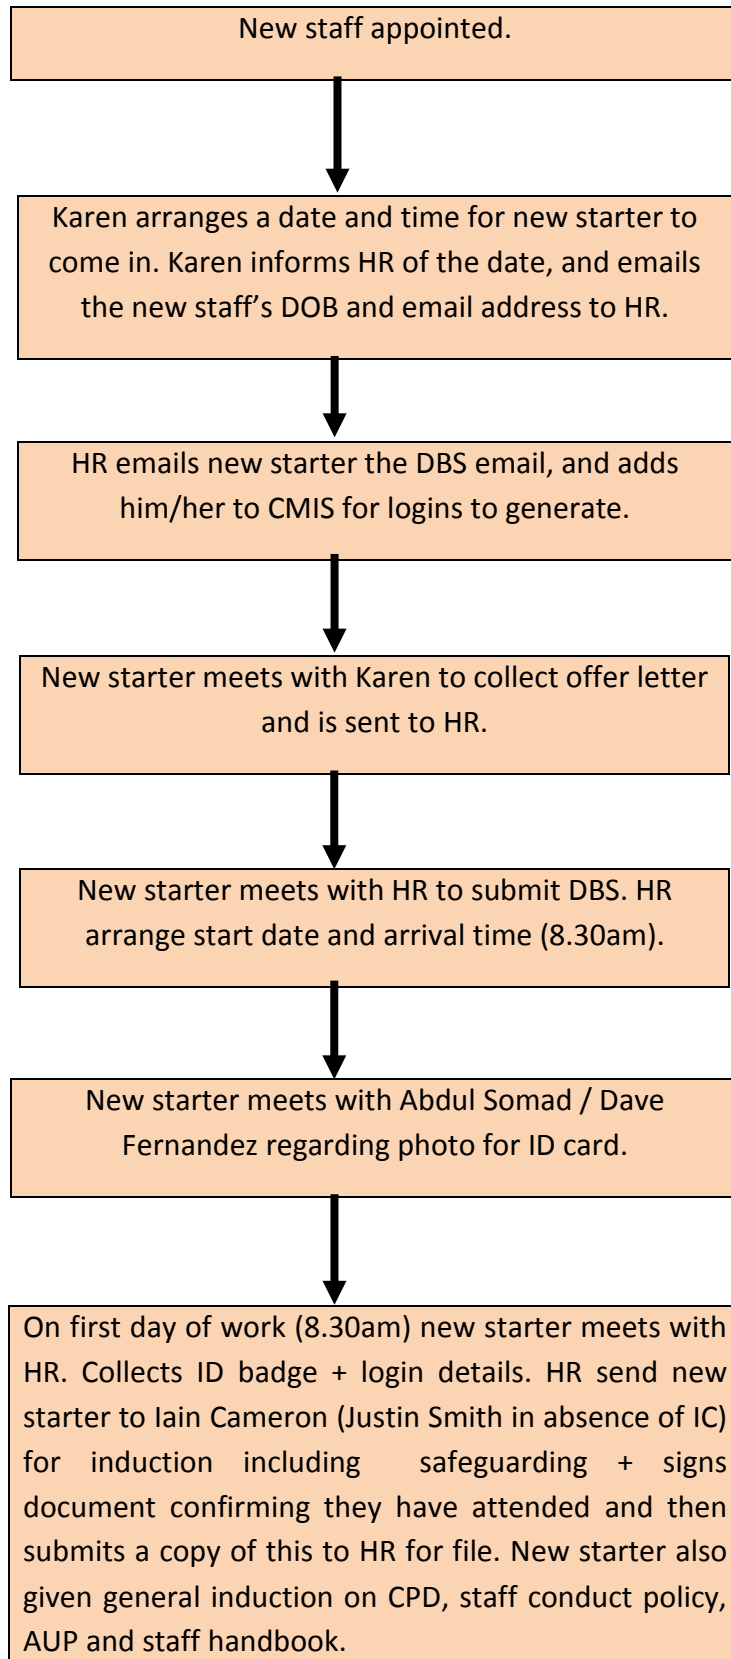 New staff appointed.
Karen arranges a date and time for new starter to
come in. Karen informs HR of the date, and emails
the new staff’s DOB and email address to HR.
HR emails new starter the DBS email, and adds
him/her to CMIS for logins to generate.
New starter meets with Karen to collect offer letter
and is sent to HR.
New starter meets with HR to submit DBS. HR
arrange start date and arrival time (8.30am).
New starter meets with Abdul Somad / Dave
Fernandez regarding photo for ID card.
On first day of work (8.30am) new starter meets with
HR. Collects ID badge + login details. HR send new
starter to Iain Cameron (Justin Smith in absence of IC)
for induction including safeguarding + signs
document confirming they have attended and then
submits a copy of this to HR for file. New starter also
given general induction on CPD, staff conduct policy,
AUP and staff handbook.